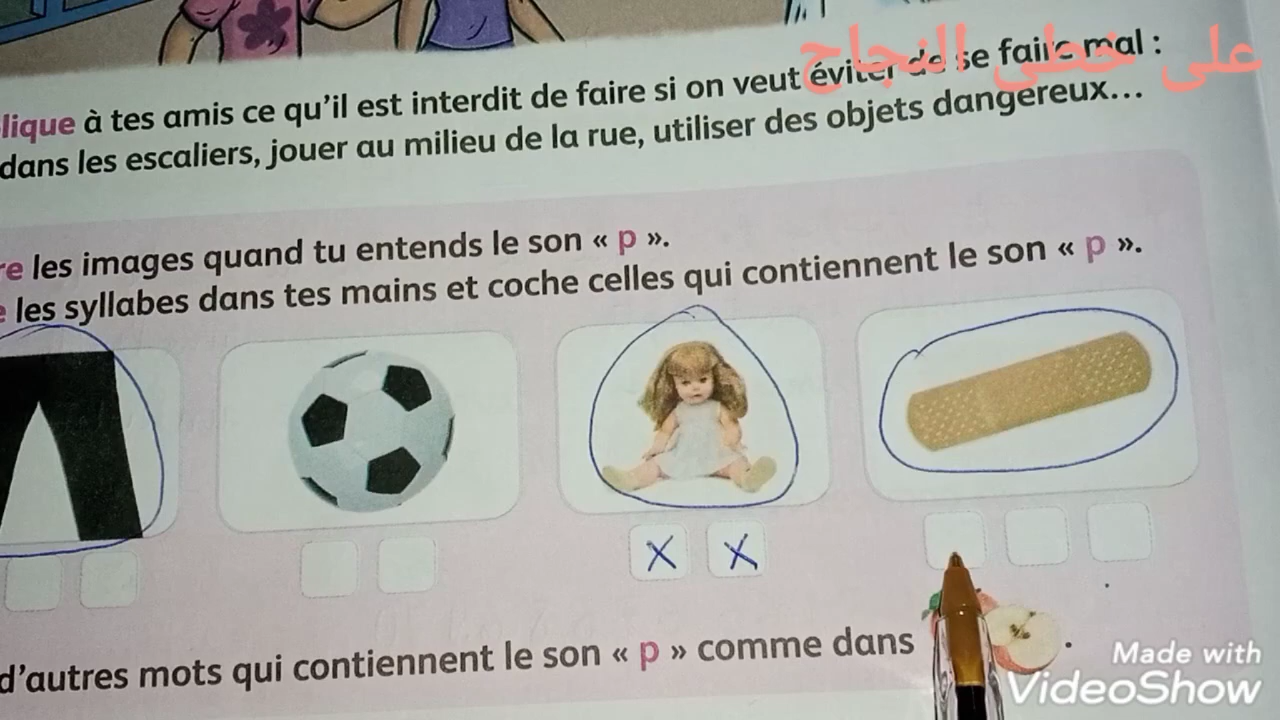 على خطى النجاح
lique à tes amis ce qu'il est interdit de faire si on veut éviter de se faire mal :
dans les escaliers, jouer au milieu de la rue, utiliser des objets dangereux...
re les images quand tu entends le son « p ».
e les syllabes dans tes mains et coche celles qui contiennent le son « p ».
X X
d'autres mots qui contiennent le son « p » comme dans .
Made with
VideoShow